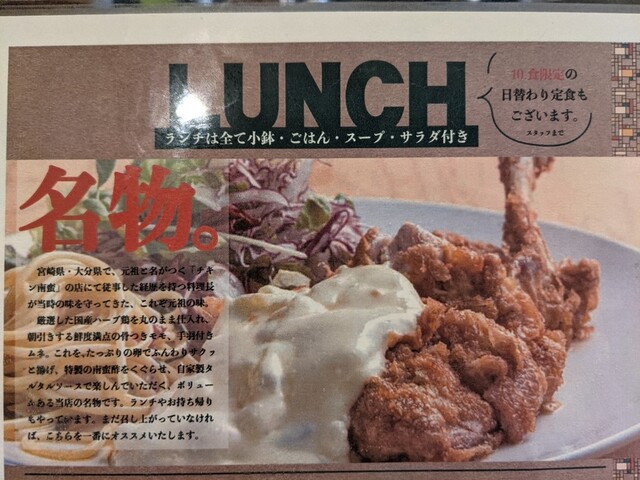 LUNCH
ランチは全て小鉢・ごはん・スープ・サラダ付き
10食限定の
日替わり定食も
ございます。
スタッフまで
名物。
宮崎県・大分県で、元祖と名がつく「チキ
ン南蛮」の店にて従事した経歴を持つ料理長
が当時の味を守ってきた、これぞ元祖の味。
厳選した国産ハーブ鶏を丸のまま仕入れ、
朝引きする鮮度満点の骨つきモモ、手羽付き
ムネ。これを、たっぷりの卵でふんわりサクッ
と揚げ、特製の南蛮酢をくぐらせ、自家製タ
ルタルソースで楽しんでいただく、ボリュー
ムある当店の名物です。ランチやお持ち帰り
もやっています。まだ召し上がっていなけれ
ば、こちらを一番にオススメいたします。